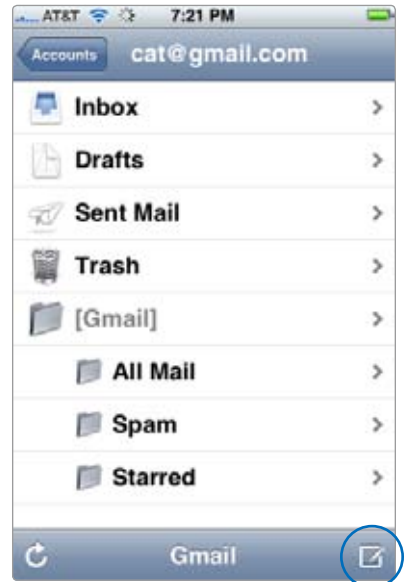 AT&T 7:21 PM
Accounts cat@gmail.com
Inbox
Drafts
Sent Mail
Trash
[Gmail]
All Mail
Spam
Starred
Gmail